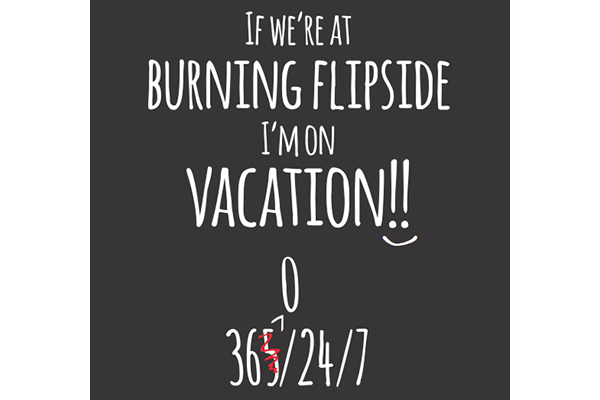 IF WE'RE AT
BURNING FLIPSIDE
I'M ON
VACATION!!
0
365/24/7